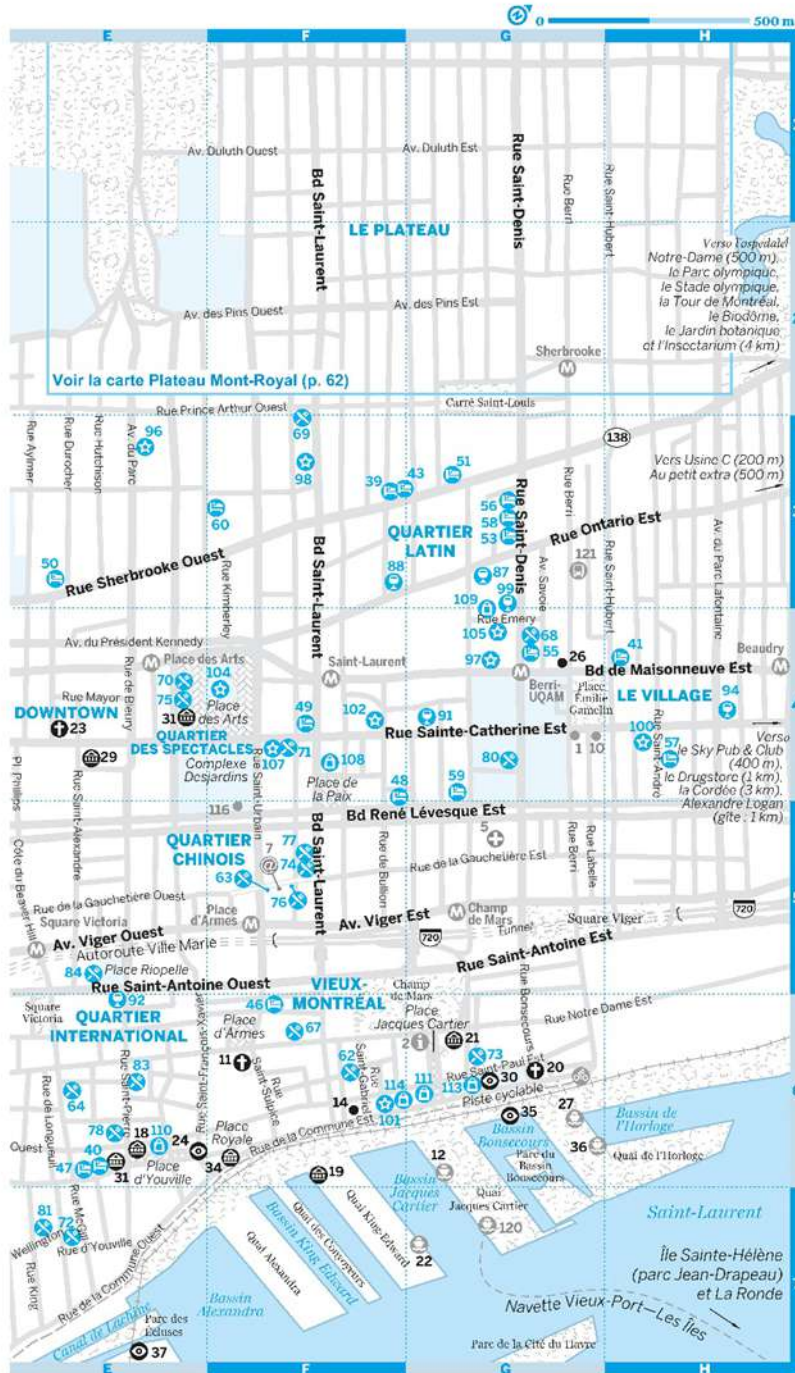 0 500 m
E F G H
Av. Duluth Ouest
Av. Duluth Est
Bd Saint-Laurent
Rue Saint-Denis
Rue Berri
Rue Saint-Hubert
LE PLATEAU
Verso l'ospedale
Notre-Dame (500 m),
le Parc olympique,
le Stade olympique,
la Tour de Montréal,
le Biodôme,
le Jardin botanique
et l'Insectarium (4 km)
2
Av. des Pins Ouest
Av. des Pins Est
Sherbrooke
M
Voir la carte Plateau Mont-Royal (p. 62)
Rue Prince Arthur Ouest
Carré Saint-Louis
Rue Aylmer
Rue Durocher
Rue Hutchison
Av. du Parc
96
69
98
138
Vers Usine C (200 m)
Au petit extra (500 m)
39
43
51
60
56
58
53
QUARTIER
LATIN
Rue Saint-Denis
Rue Berri
Rue Ontario Est
50
Rue Sherbrooke Ouest
Rue Kimberley
Bd Saint-Laurent
88
87
99
109
121
Av. Savoie
Rue Saint-Hubert
Av. du Parc Lafontaine
Rue Emery
105
68
55
97
26
41
Av. du Président Kennedy
M Place des Arts
Saint-Laurent
M
Berri-
UQAM
M
Bd de Maisonneuve Est
Beaudry
M
70
104
Rue Mayor
75
Rue de Bleury
Place
des Arts
31
DOWNTOWN
23
QUARTIER
DES SPECTACLES
49
102
91
Rue Sainte-Catherine Est
Place
Émilie-
Gamelin
LE VILLAGE
94
4
29
Complexe
Desjardins
107
71
108
Place de
la Paix
80
1 10
100
57
Rue Saint-André
Verso
le Sky Pub & Club
(400 m),
le Drugstore (1 km),
la Cordée (3 km),
Alexandre Logan
(gîte : 1 km)
48
59
Pl. Phillips
Rue Saint-Alexandre
116
Rue Saint-Urbain
Bd René Lévesque Est
QUARTIER
CHINOIS
7
@
77
74
63
76
Bd Saint-Laurent
Rue de Bullion
5
Rue de la Gauchetière Est
Rue Berri
Rue Labelle
Côte du Beaver Hill
Rue de la Gauchetière Ouest
Square Victoria
M
Place
d'Armes
M
Av. Viger Est
Champ
de Mars
M
720
Tunnel
Square Viger
720
Av. Viger Ouest
Autoroute Ville Marie
Rue Saint-Antoine Est
84
Place Riopelle
Rue Saint-Antoine Ouest
92
Square
Victoria
QUARTIER
INTERNATIONAL
VIEUX-
MONTRÉAL
46
67
Place
d'Armes
Champ
de Mars
Place
Jacques Cartier
2
21
Rue Bonsecours
Rue Notre Dame Est
Rue Saint-François-Xavier
11
Rue
Saint-Sulpice
62
Rue
Saint-Gabriel
73
Rue Saint-Paul Est
20
83
Rue Saint-Pierre
64
14
101
114
111
113
30
Piste cyclable
35
27
36
Bassin de
l'Horloge
Quai de l'Horloge
6
Rue de Longueuil
78
18
110
24
34
Place
Royale
Rue de la Commune Est
Ouest
47
40
31
Place
d'Youville
19
12
Bassin
Bonsecours
Parc du
Bassin
Bonsecours
Bassin
Jacques
Cartier
Quai
Jacques Cartier
120
22
81
72
Rue McGill
Wellington
Rue d'Youville
Rue King
Rue de la Commune Ouest
Quai Alexandra
Bassin King Edward
Quai des Convoyeurs
Quai King-Edward
Bassin
Alexandra
Saint-Laurent
Île Sainte-Hélène
(parc Jean-Drapeau)
et La Ronde
Navette Vieux-Port—Les Îles
Parc des
Écluses
Canal de Lachine
37
Parc de la Cité du Havre
E F G H